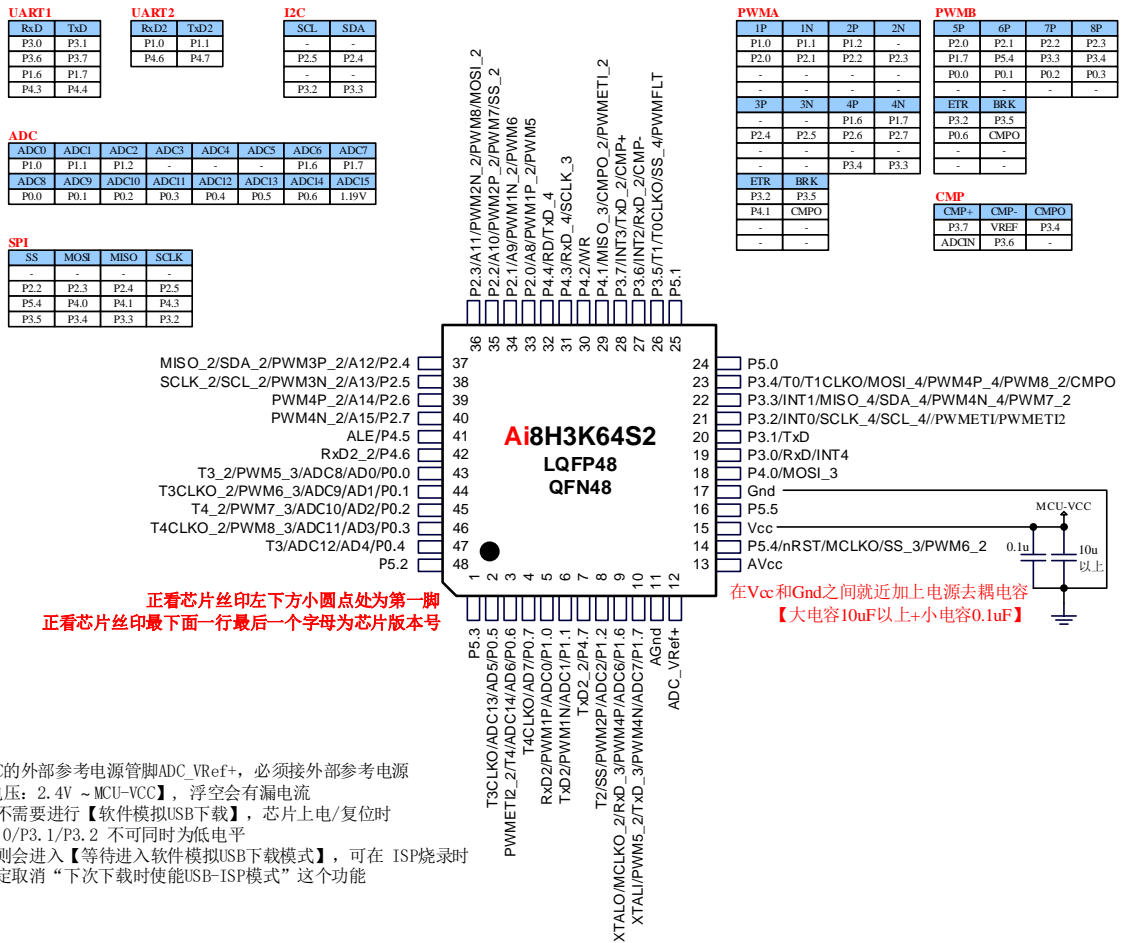 UART1
RxD TxD
P3.0 P3.1
P3.6 P3.7
P1.6 P1.7
P4.3 P4.4
UART2
RxD2 TxD2
P1.0 P1.1
P4.6 P4.7
I2C
SCL SDA
- -
P2.5 P2.4
- -
P3.2 P3.3
ADC
ADC0 ADC1 ADC2 ADC3 ADC4 ADC5 ADC6 ADC7
P1.0 P1.1 P1.2 - - - P1.6 P1.7
ADC8 ADC9 ADC10 ADC11 ADC12 ADC13 ADC14 ADC15
P0.0 P0.1 P0.2 P0.3 P0.4 P0.5 P0.6 1.19V
SPI
SS MOSI MISO SCLK
- - - -
P2.2 P2.3 P2.4 P2.5
P5.4 P4.0 P4.1 P4.3
P3.5 P3.4 P3.3 P3.2
PWMA
1P 1N 2P 2N
P1.0 P1.1 P1.2 -
P2.0 P2.1 P2.2 P2.3
- - - -
- - - -
3P 3N 4P 4N
- - P1.6 P1.7
P2.4 P2.5 P2.6 P2.7
- - - -
- - P3.4 P3.3
ETR BRK
P3.2 P3.5
P4.1 CMPO
- -
- -
PWMB
5P 6P 7P 8P
P2.0 P2.1 P2.2 P2.3
P1.7 P5.4 P3.3 P3.4
P0.0 P0.1 P0.2 P0.3
- - - -
ETR BRK
P3.2 P3.5
P0.6 CMPO
- -
- -
CMP
CMP+ CMP- CMPO
P3.7 VREF P3.4
ADCIN P3.6 -
P2.3/A11/PWM2N_2/PWM8/MOSI_2
P2.2/A10/PWM2P_2/PWM7/SS_2
P2.1/A9/PWM1N_2/PWM6
P2.0/A8/PWM1P_2/PWM5
P4.4/RD/TxD_4
P4.3/RxD_4/SCLK_3
P4.2/WR
P4.1/MISO_3/CMPO_2/PWMETI_2
P3.7/INT3/TxD_2/CMP+
P3.6/INT2/RxD_2/CMP-
P3.5/T1/T0CLKO/SS_4/PWMFLT
P5.1
36 35 34 33 32 31 30 29 28 27 26 25
MISO_2/SDA_2/PWM3P_2/A12/P2.4 37
SCLK_2/SCL_2/PWM3N_2/A13/P2.5 38
PWM4P_2/A14/P2.6 39
PWM4N_2/A15/P2.7 40
ALE/P4.5 41
RxD2_2/P4.6 42
T3_2/PWM5_3/ADC8/AD0/P0.0 43
T3CLKO_2/PWM6_3/ADC9/AD1/P0.1 44
T4_2/PWM7_3/ADC10/AD2/P0.2 45
T4CLKO_2/PWM8_3/ADC11/AD3/P0.3 46
T3/ADC12/AD4/P0.4 47
P5.2 48
Ai8H3K64S2
LQFP48
QFN48
24 P5.0
23 P3.4/T0/T1CLKO/MOSI_4/PWM4P_4/PWM8_2/CMPO
22 P3.3/INT1/MISO_4/SDA_4/PWM4N_4/PWM7_2
21 P3.2/INT0/SCLK_4/SCL_4//PWMETI/PWMETI2
20 P3.1/TxD
19 P3.0/RxD/INT4
18 P4.0/MOSI_3
17 Gnd
16 P5.5
15 Vcc
14 P5.4/nRST/MCLKO/SS_3/PWM6_2
13 AVcc
MCU-VCC
0.1u
10u
以上
在Vcc和Gnd之间就近加上电源去耦电容
【大电容10uF以上+小电容0.1uF】
正看芯片丝印左下方小圆点处为第一脚
正看芯片丝印最下面一行最后一个字母为芯片版本号
1 2 3 4 5 6 7 8 9 10 11 12
P5.3
T3CLKO/ADC13/AD5/P0.5
PWMETI2_2/T4/ADC14/AD6/P0.6
T4CLKO/AD7/P0.7
RxD2/PWM1P/ADC0/P1.0
TxD2/PWM1N/ADC1/P1.1
TxD2_2/P4.7
T2/SS/PWM2P/ADC2/P1.2
XTALO/MCLKO_2/RxD_3/PWM4P/ADC6/P1.6
XTALI/PWM5_2/TxD_3/PWM4N/ADC7/P1.7
AGnd
ADC_VRef+
C的外部参考电源管脚ADC_VRef+, 必须接外部参考电源
电压: 2.4V ~ MCU-VCC】, 浮空会有漏电流
不需要进行【软件模拟USB下载】, 芯片上电/复位时
0/P3.1/P3.2 不可同时为低电平
则会进入【等待进入软件模拟USB下载模式】, 可在 ISP烧录时
定取消“下次下载时使能USB-ISP模式”这个功能